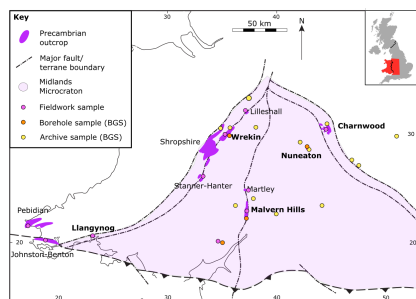 30
40
50 km
N
Key
Precambrian
outcrop
Major fault/
terrane boundary
Midlands
Microcraton
Fieldwork sample
Borehole sample (BGS)
Archive sample (BGS)
Lilleshall
Charnwood
30
Wrekin
Shropshire
Nuneaton
Stanner-Hanter
Martley
Pebidian
Malvern Hills
Llangynog
20
20
Johnston-Benton
20
30
40
50